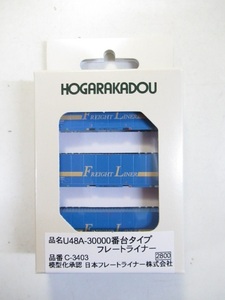 HOGARAKADOU
FREIGHT LINER
FREIGHT LINER
FREIGHT LINER
品名U48A-30000番台タイプ
フレートライナー
品番 C-3403
2800
模型化承認 日本フレートライナー株式会社